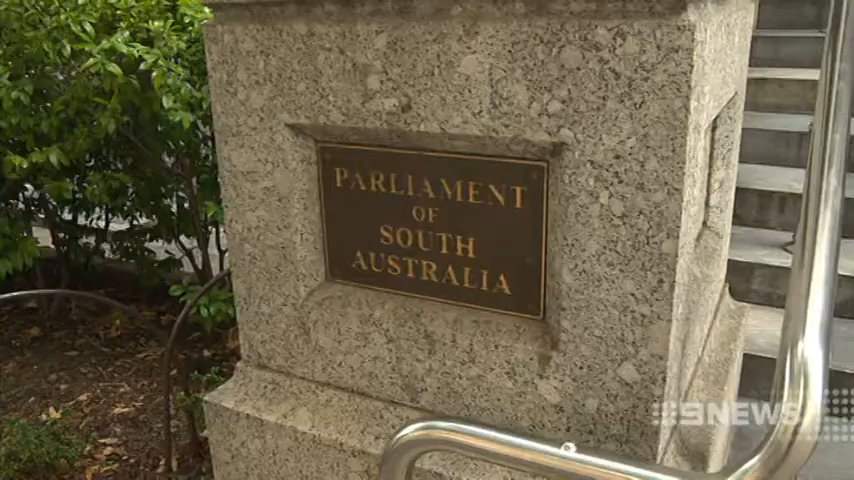 PARLIAMENT
OF
SOUTH
AUSTRALIA
9NEWS